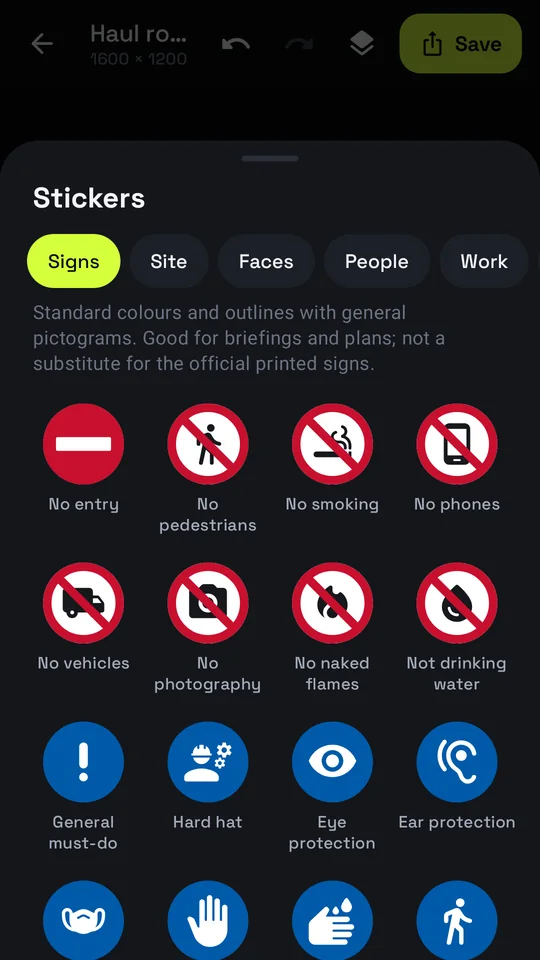 Haul ro...
1600 × 1200
Save
Stickers
Signs
Site
Faces
People
Work
Standard colours and outlines with general
pictograms. Good for briefings and plans; not a
substitute for the official printed signs.
No entry
No
pedestrians
No smoking
No phones
No vehicles
No
photography
No naked
flames
Not drinking
water
General
must-do
Hard hat
Eye
protection
Ear protection